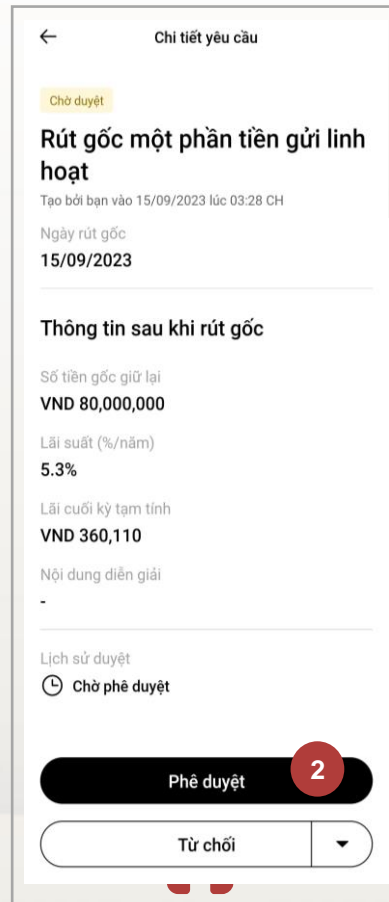 Chi tiết yêu cầu
Chờ duyệt
Rút gốc một phần tiền gửi linh
hoạt
Tạo bởi bạn vào 15/09/2023 lúc 03:28 CH
Ngày rút gốc
15/09/2023
Thông tin sau khi rút gốc
Số tiền gốc giữ lại
VND 80,000,000
Lãi suất (%/năm)
5.3%
Lãi cuối kỳ tạm tính
VND 360,110
Nội dung diễn giải
-
Lịch sử duyệt
Chờ phê duyệt
Phê duyệt
2
Từ chối